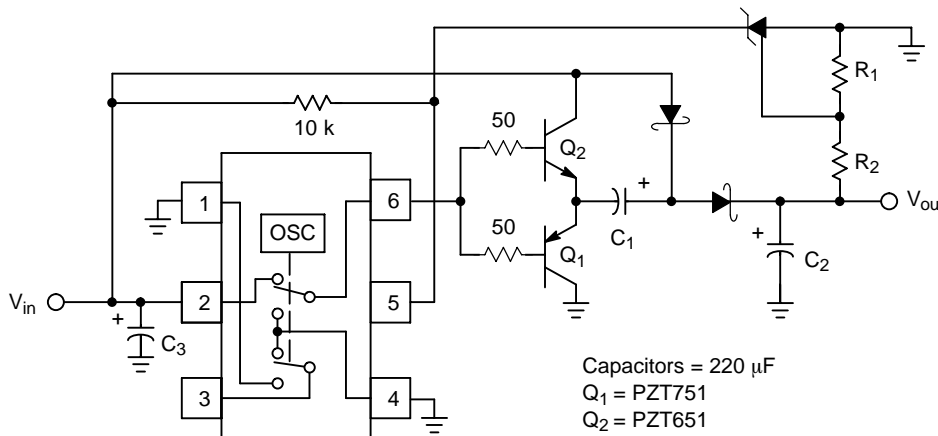 R1
10 k
50
Q2
R2
1
6
OSC
+
Vou
C1
+
50
Q1
C2
Vin
2
5
+
C3
3
4
Capacitors = 220 μF
Q1 = PZT751
Q2 = PZT651